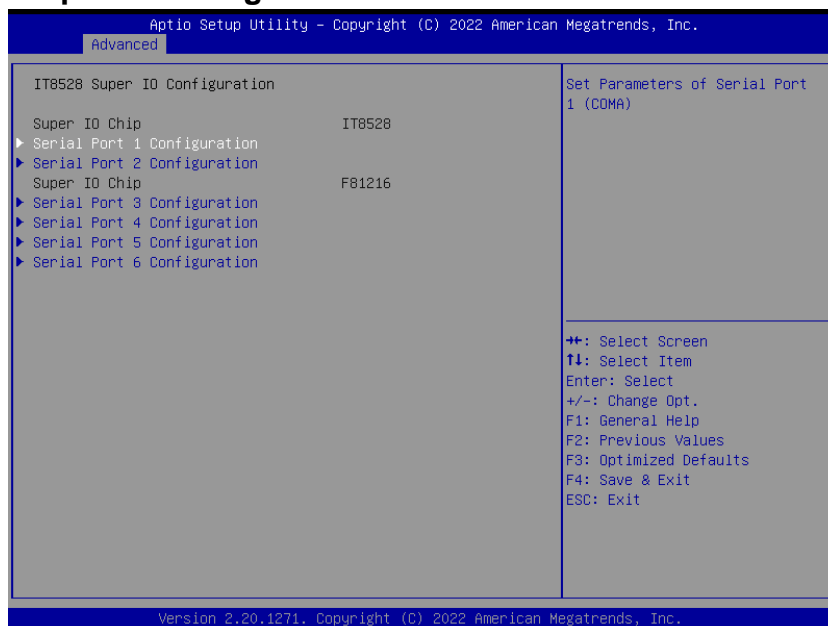 Aptio Setup Utility – Copyright (C) 2022 American Megatrends, Inc.
Advanced
IT8528 Super IO Configuration
Super IO Chip IT8528
Serial Port 1 Configuration
Serial Port 2 Configuration
Super IO Chip F81216
Serial Port 3 Configuration
Serial Port 4 Configuration
Serial Port 5 Configuration
Serial Port 6 Configuration
Set Parameters of Serial Port
1 (COMA)
→←: Select Screen
↑↓: Select Item
Enter: Select
+/-: Change Opt.
F1: General Help
F2: Previous Values
F3: Optimized Defaults
F4: Save & Exit
ESC: Exit
Version 2.20.1271. Copyright (C) 2022 American Megatrends, Inc.